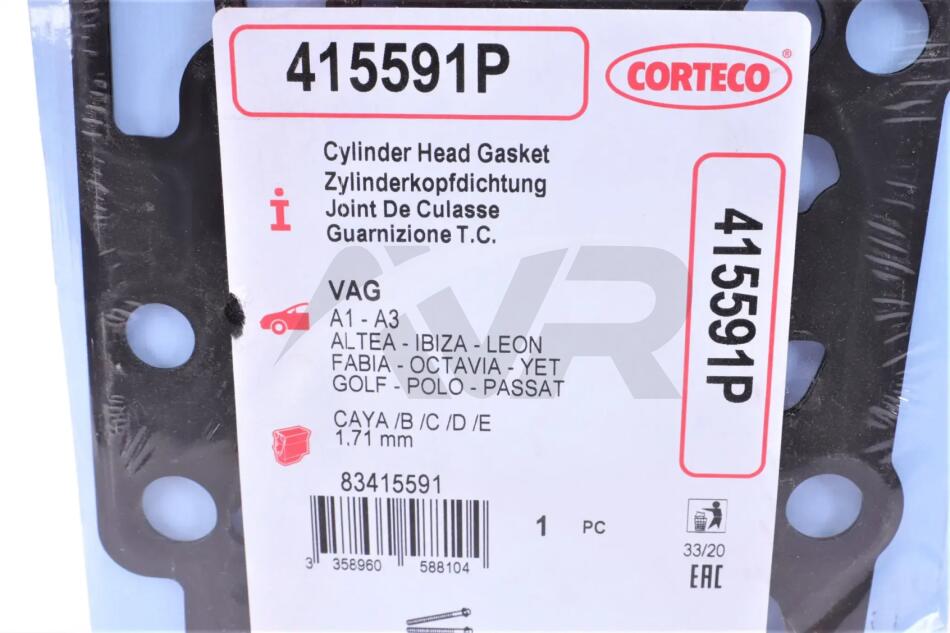 415591P
CORTECO®
Cylinder Head Gasket
Zylinderkopfdichtung
Joint De Culasse
Guarnizione T.C.
i
VAG
A1 - A3
ALTEA - IBIZA - LEON
FABIA - OCTAVIA - YET
GOLF - POLO - PASSAT
CAYA /B /C /D /E
1.71 mm
415591P
83415591
3 358960 588104
1 PC
33/20
EAC
AVR